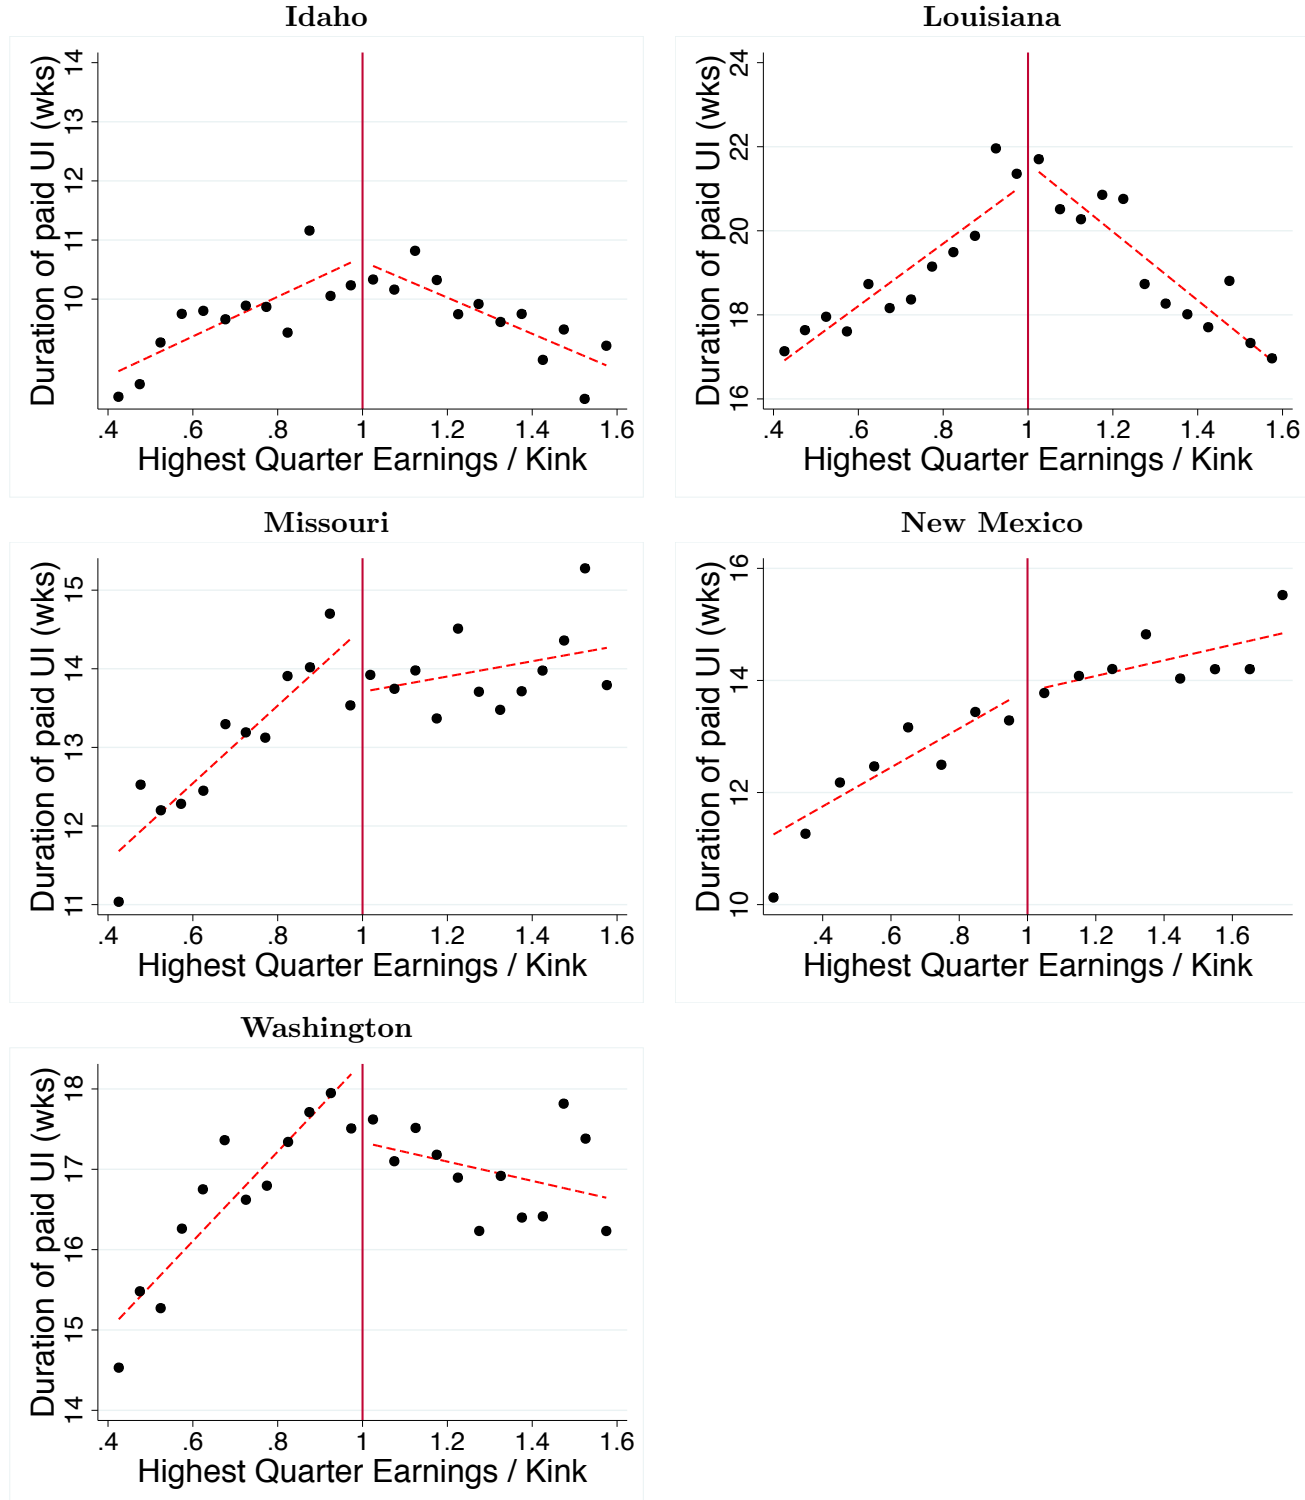 Idaho
Duration of paid UI (wks)
14
13
12
11
10
.4 .6 .8 1 1.2 1.4 1.6
Highest Quarter Earnings / Kink
Louisiana
Duration of paid UI (wks)
24
22
20
18
16
.4 .6 .8 1 1.2 1.4 1.6
Highest Quarter Earnings / Kink
Missouri
Duration of paid UI (wks)
15
14
13
12
11
.4 .6 .8 1 1.2 1.4 1.6
Highest Quarter Earnings / Kink
New Mexico
Duration of paid UI (wks)
16
14
12
10
.4 .6 .8 1 1.2 1.4 1.6
Highest Quarter Earnings / Kink
Washington
Duration of paid UI (wks)
18
17
16
15
14
.4 .6 .8 1 1.2 1.4 1.6
Highest Quarter Earnings / Kink